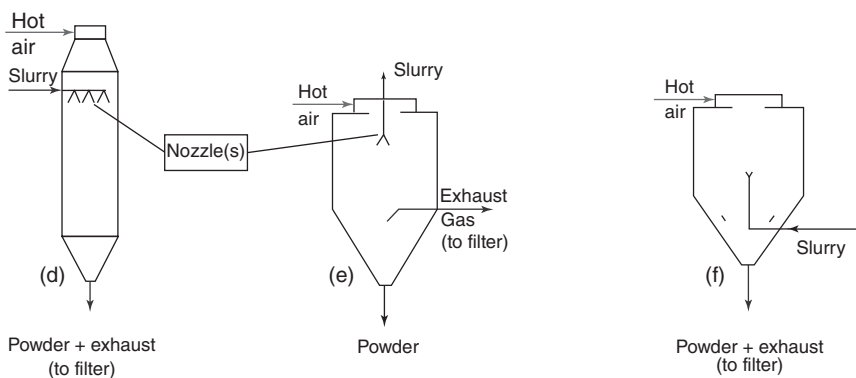 Hot
air
Slurry
Nozzle(s)
(d)
Powder + exhaust
(to filter)
Slurry
Hot
air
Exhaust
Gas
(to filter)
(e)
Powder
Hot
air
Slurry
(f)
Powder + exhaust
(to filter)